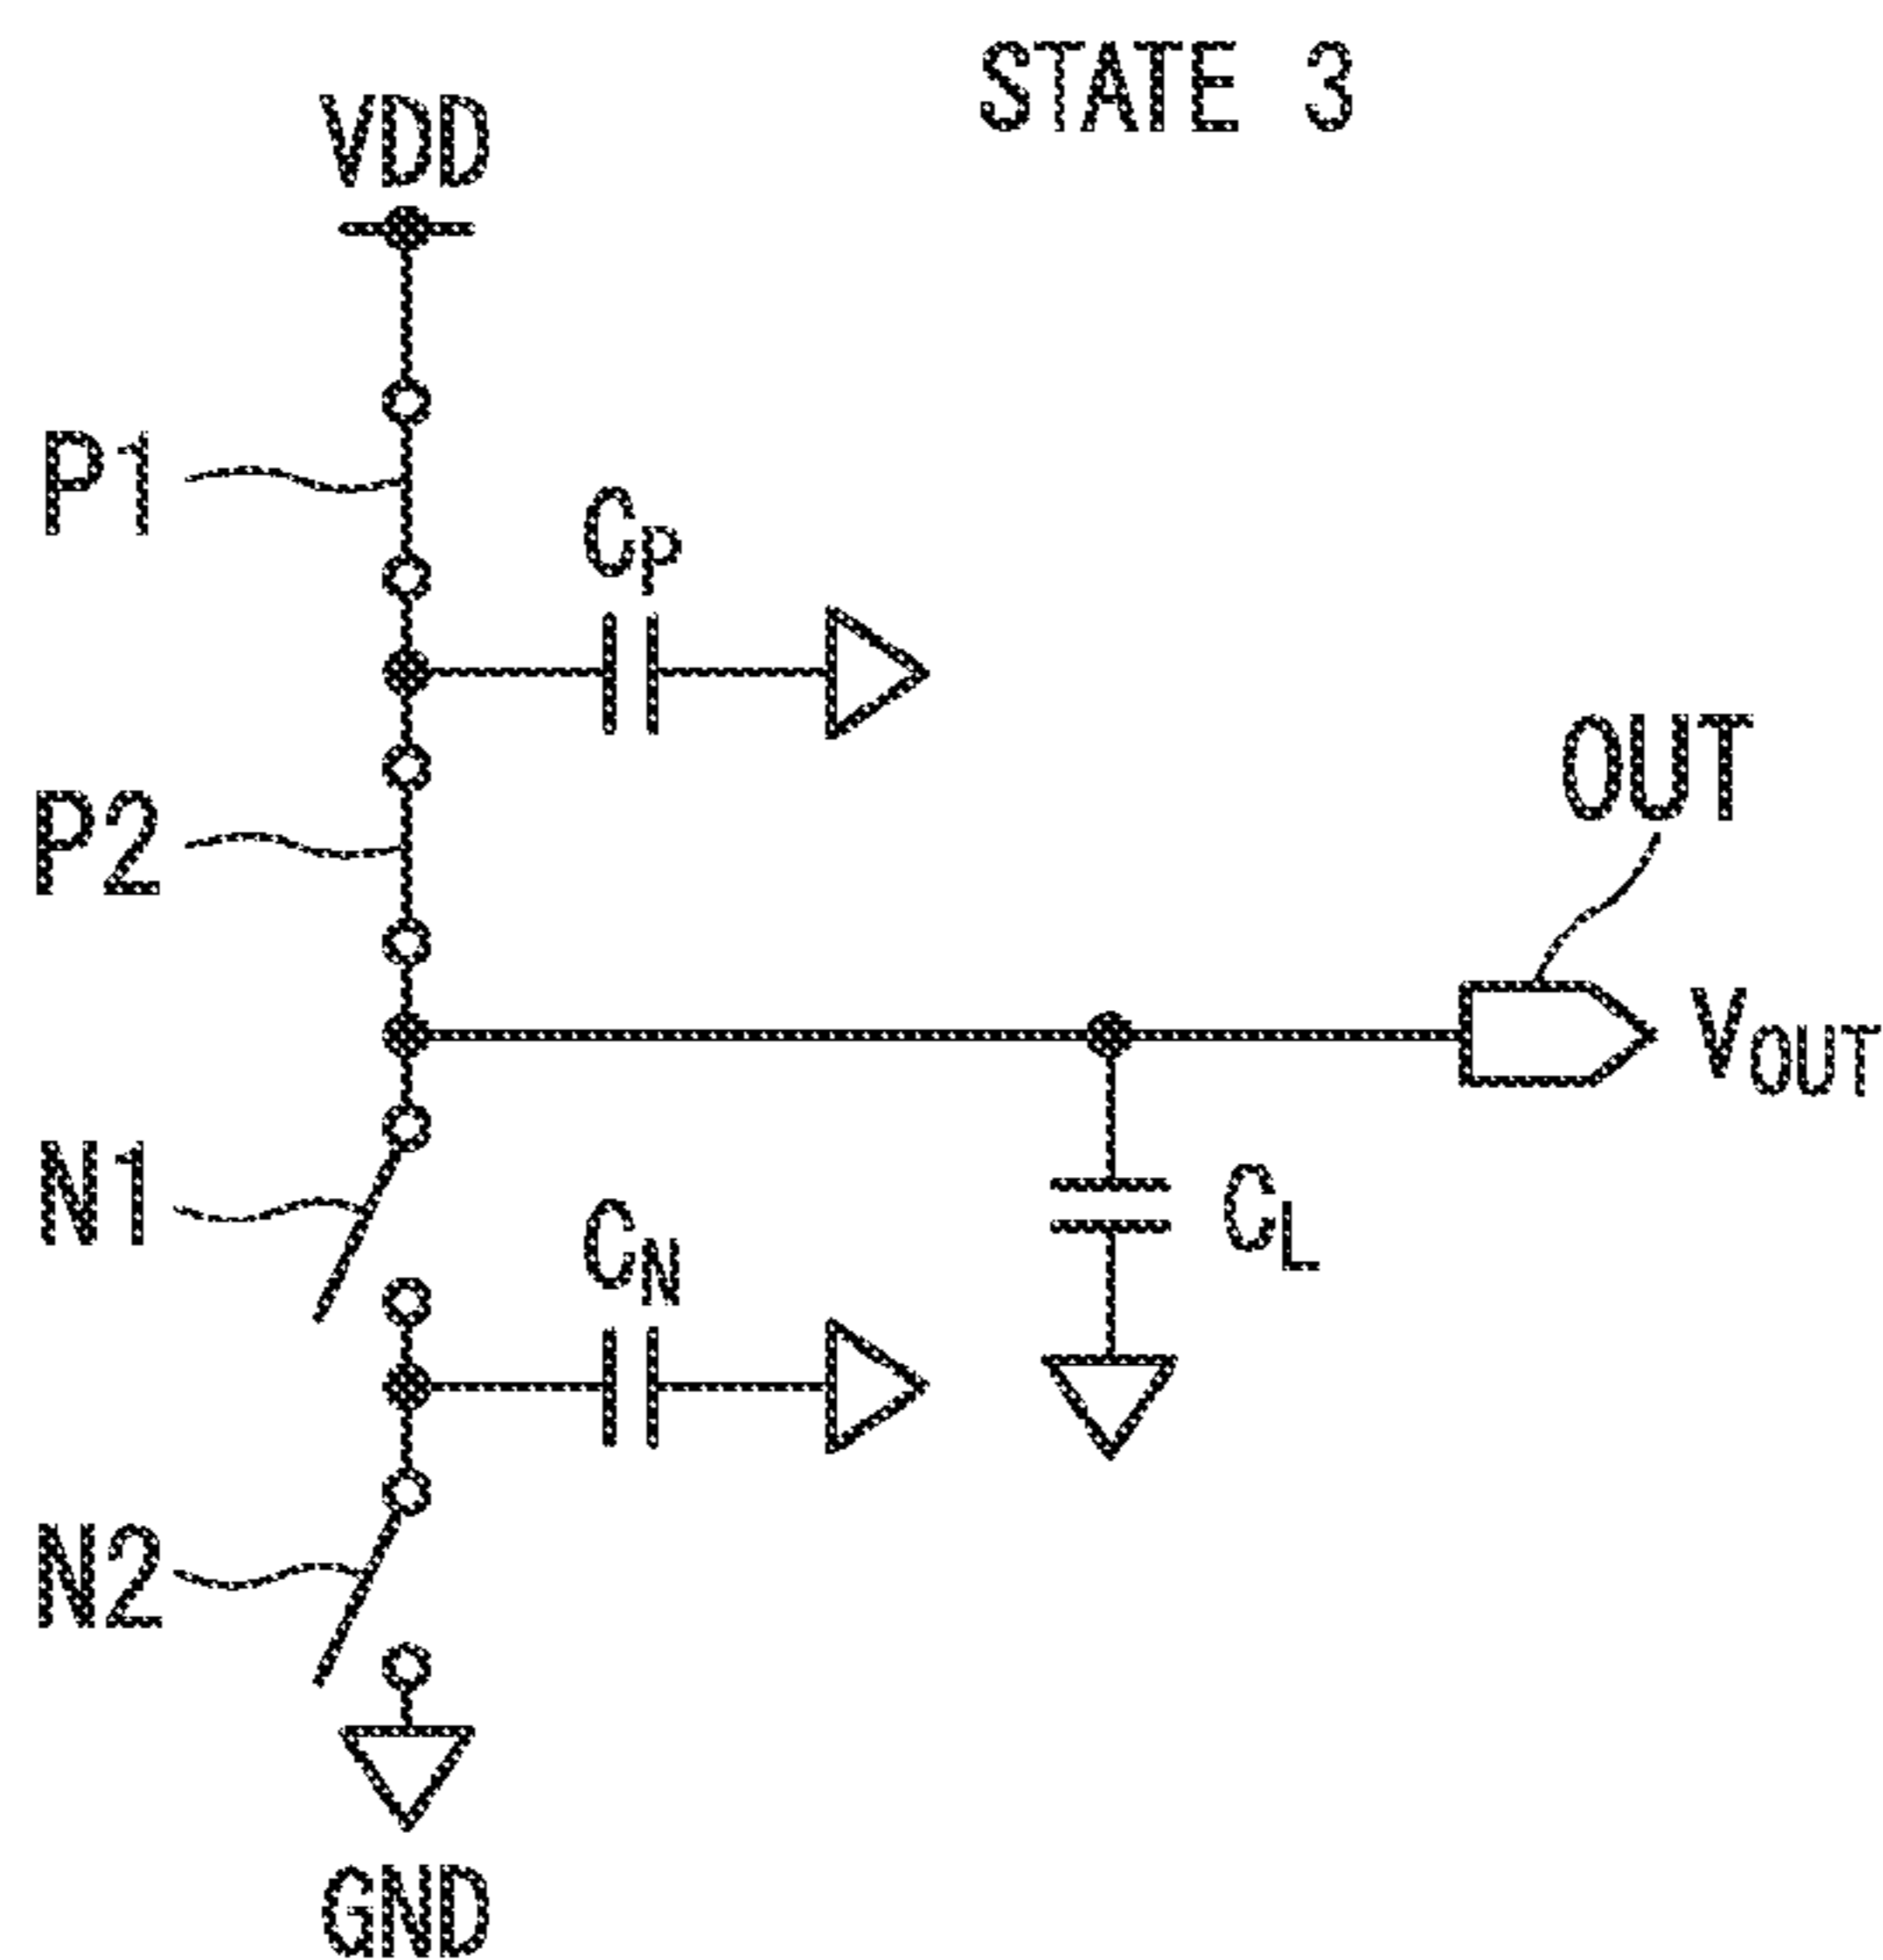 STATE 3
VDD
P1
CP
P2
OUT
VOUT
N1
CN
CL
N2
GND